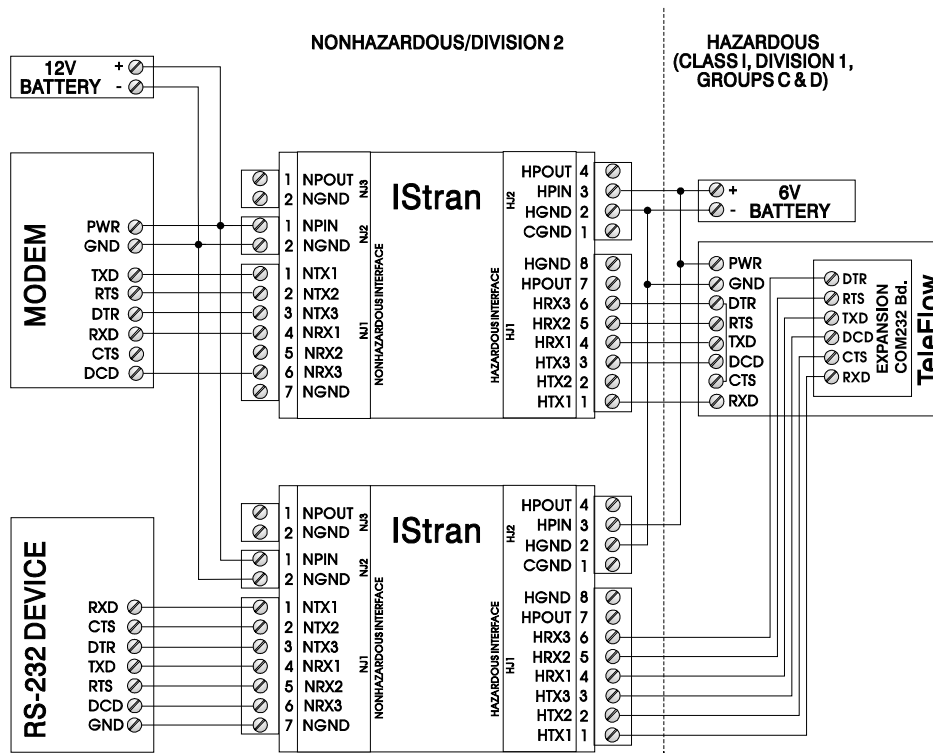 NONHAZARDOUS/DIVISION 2
HAZARDOUS
(CLASS I, DIVISION 1,
GROUPS C & D)
12V +
BATTERY -
MODEM
PWR
GND
TXD
RTS
DTR
RXD
CTS
DCD
1 NPOUT
2 NGND
NJ3
1 NPIN
2 NGND
NJ2
1 NTX1
2 NTX2
3 NTX3
4 NRX1
5 NRX2
6 NRX3
7 NGND
NJ1
NONHAZARDOUS INTERFACE
IStran
HPOUT 4
HPIN 3
HGND 2
CGND 1
HJ2
HGND 8
HPOUT 7
HRX3 6
HRX2 5
HRX1 4
HTX3 3
HTX2 2
HTX1 1
HJ1
HAZARDOUS INTERFACE
+ 6V
- BATTERY
PWR
GND
DTR
RTS
TXD
DCD
CTS
RXD
DTR
RTS
TXD
DCD
CTS
RXD
EXPANSION
COM232 Bd.
TeleFlow
RS-232 DEVICE
RXD
CTS
DTR
TXD
RTS
DCD
GND
1 NPOUT
2 NGND
NJ3
1 NPIN
2 NGND
NJ2
1 NTX1
2 NTX2
3 NTX3
4 NRX1
5 NRX2
6 NRX3
7 NGND
NJ1
NONHAZARDOUS INTERFACE
IStran
HPOUT 4
HPIN 3
HGND 2
CGND 1
HJ2
HGND 8
HPOUT 7
HRX3 6
HRX2 5
HRX1 4
HTX3 3
HTX2 2
HTX1 1
HJ1
HAZARDOUS INTERFACE